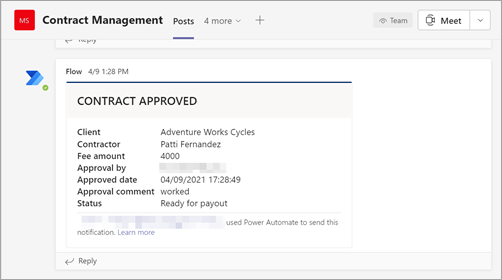 MS Contract Management Posts 4 more Team Meet
Reply
Flow 4/9 1:28 PM
CONTRACT APPROVED
Client Adventure Works Cycles
Contractor Patti Fernandez
Fee amount 4000
Approval by
Approved date 04/09/2021 17:28:49
Approval comment worked
Status Ready for payout
used Power Automate to send this
notification. Learn more
Reply